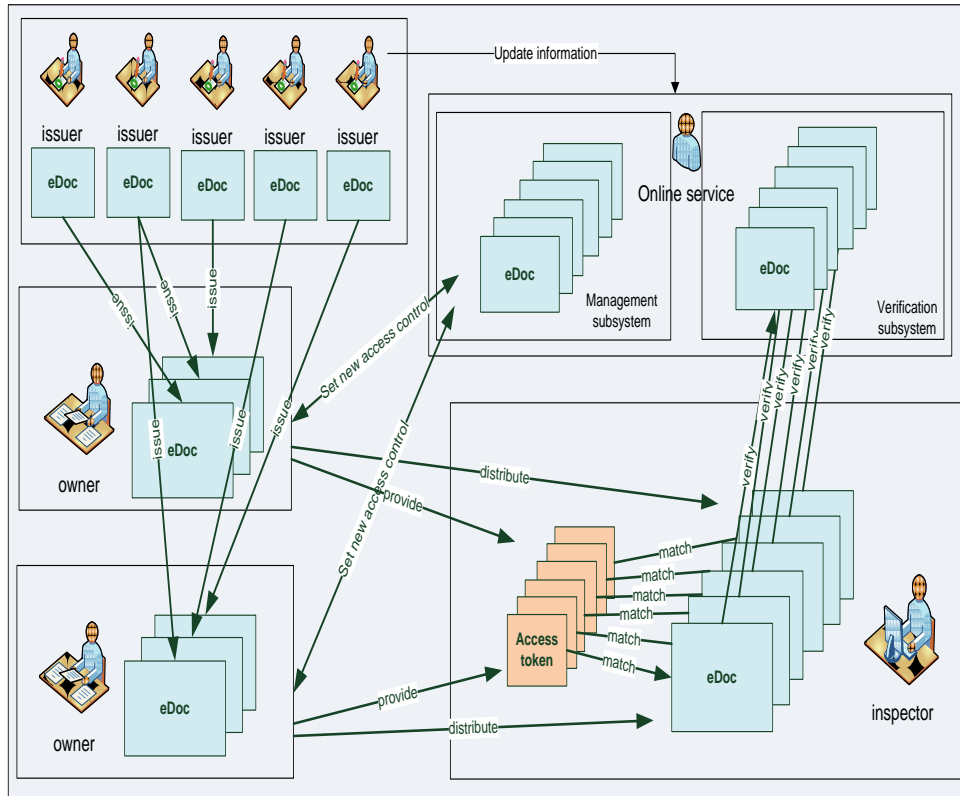 Update information
issuer
issuer
issuer
issuer
issuer
eDoc
eDoc
eDoc
eDoc
eDoc
Online service
eDoc
Management
subsystem
eDoc
Verification
subsystem
issue
issue
issue
issue
issue
issue
Set new access control
Set new access control
verify
verify
verify
verify
verify
owner
eDoc
distribute
provide
owner
eDoc
provide
distribute
Access
token
match
match
match
match
match
match
eDoc
inspector